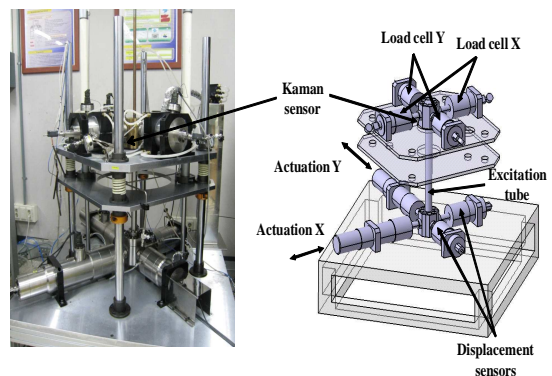 Load cell Y
Load cell X
Kaman
sensor
Actuation Y
Excitation
tube
Actuation X
Displacement
sensors